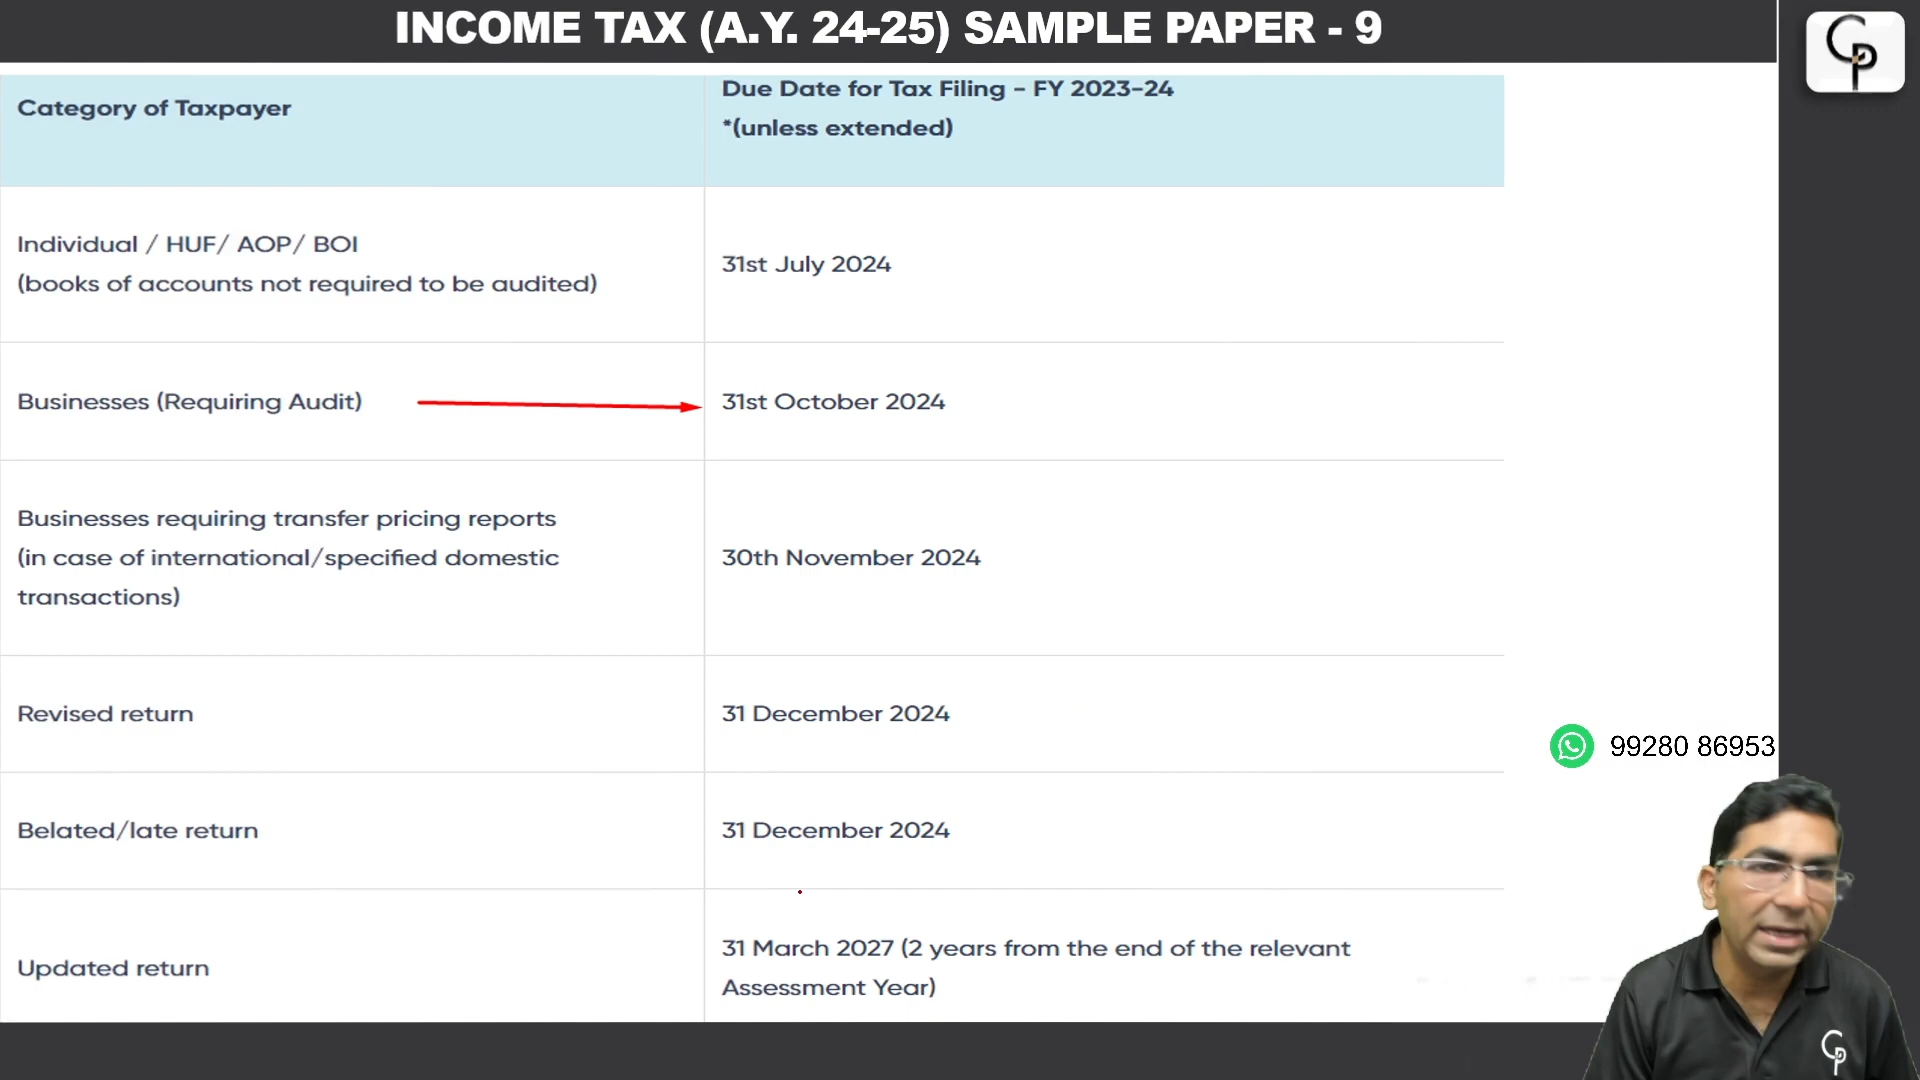 INCOME TAX (A.Y. 24-25) SAMPLE PAPER - 9
Category of Taxpayer
Due Date for Tax Filing - FY 2023-24
*(unless extended)
Individual / HUF/ AOP/ BOI
(books of accounts not required to be audited)
31st July 2024
Businesses (Requiring Audit)
31st October 2024
Businesses requiring transfer pricing reports
(in case of international/specified domestic
transactions)
30th November 2024
Revised return
31 December 2024
Belated/late return
31 December 2024
Updated return
31 March 2027 (2 years from the end of the relevant
Assessment Year)
99280 86953
CP
CP